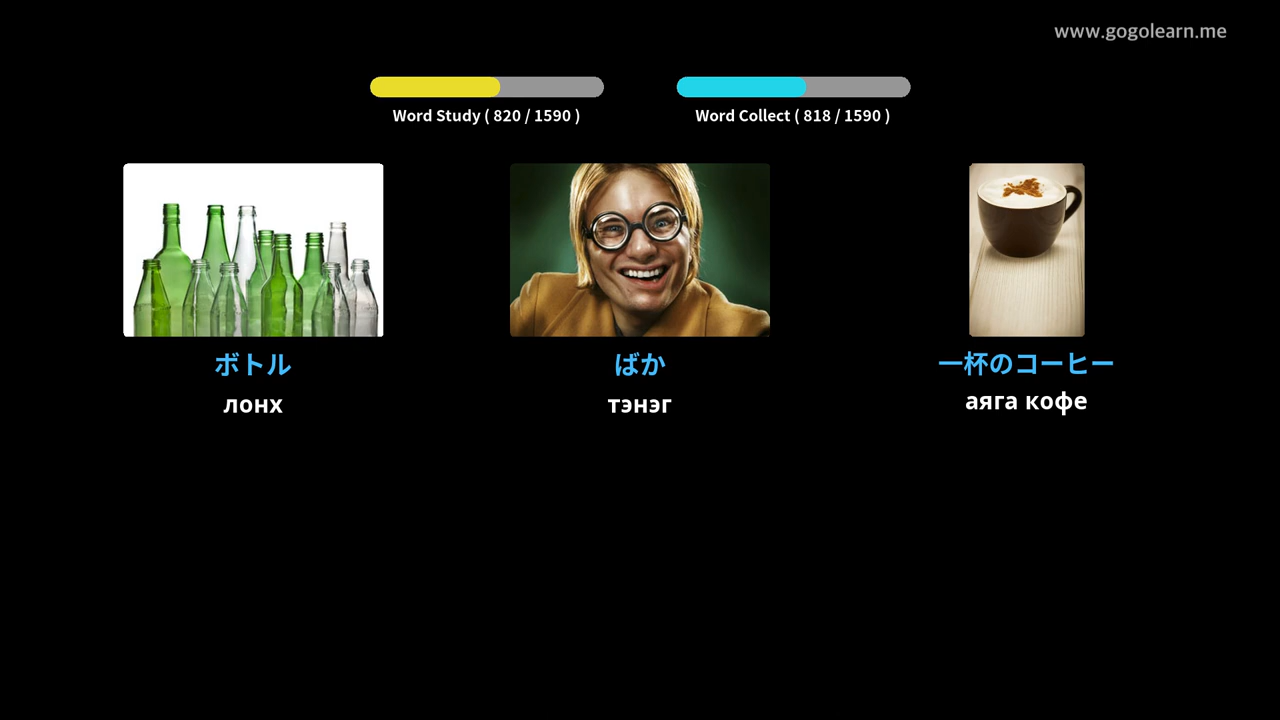 www.gogolearn.me
Word Study ( 820 / 1590 )
Word Collect ( 818 / 1590 )
ボトル
ばか
一杯のコーヒー
лонх
тэнэг
аяга кофе